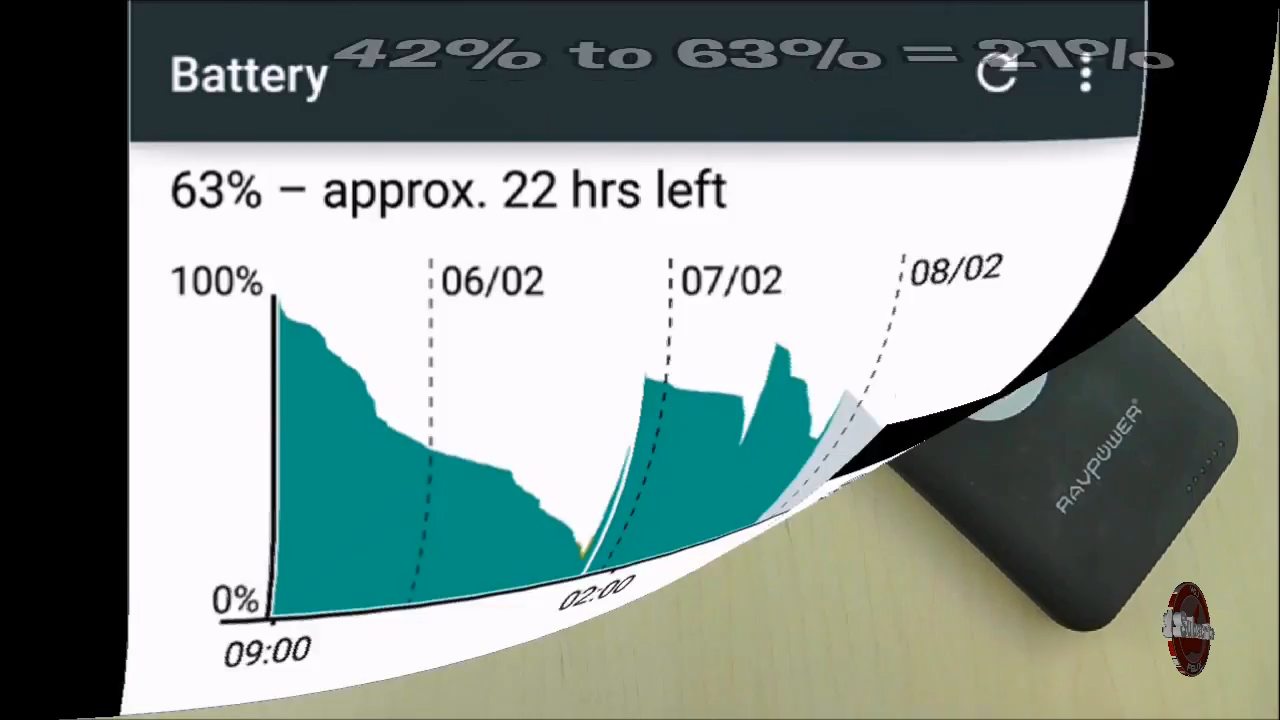 42% to 63% = 21%
Battery
63% – approx. 22 hrs left
100%
06/02
07/02
08/02
0%
02:00
09:00
RAVPOWER®